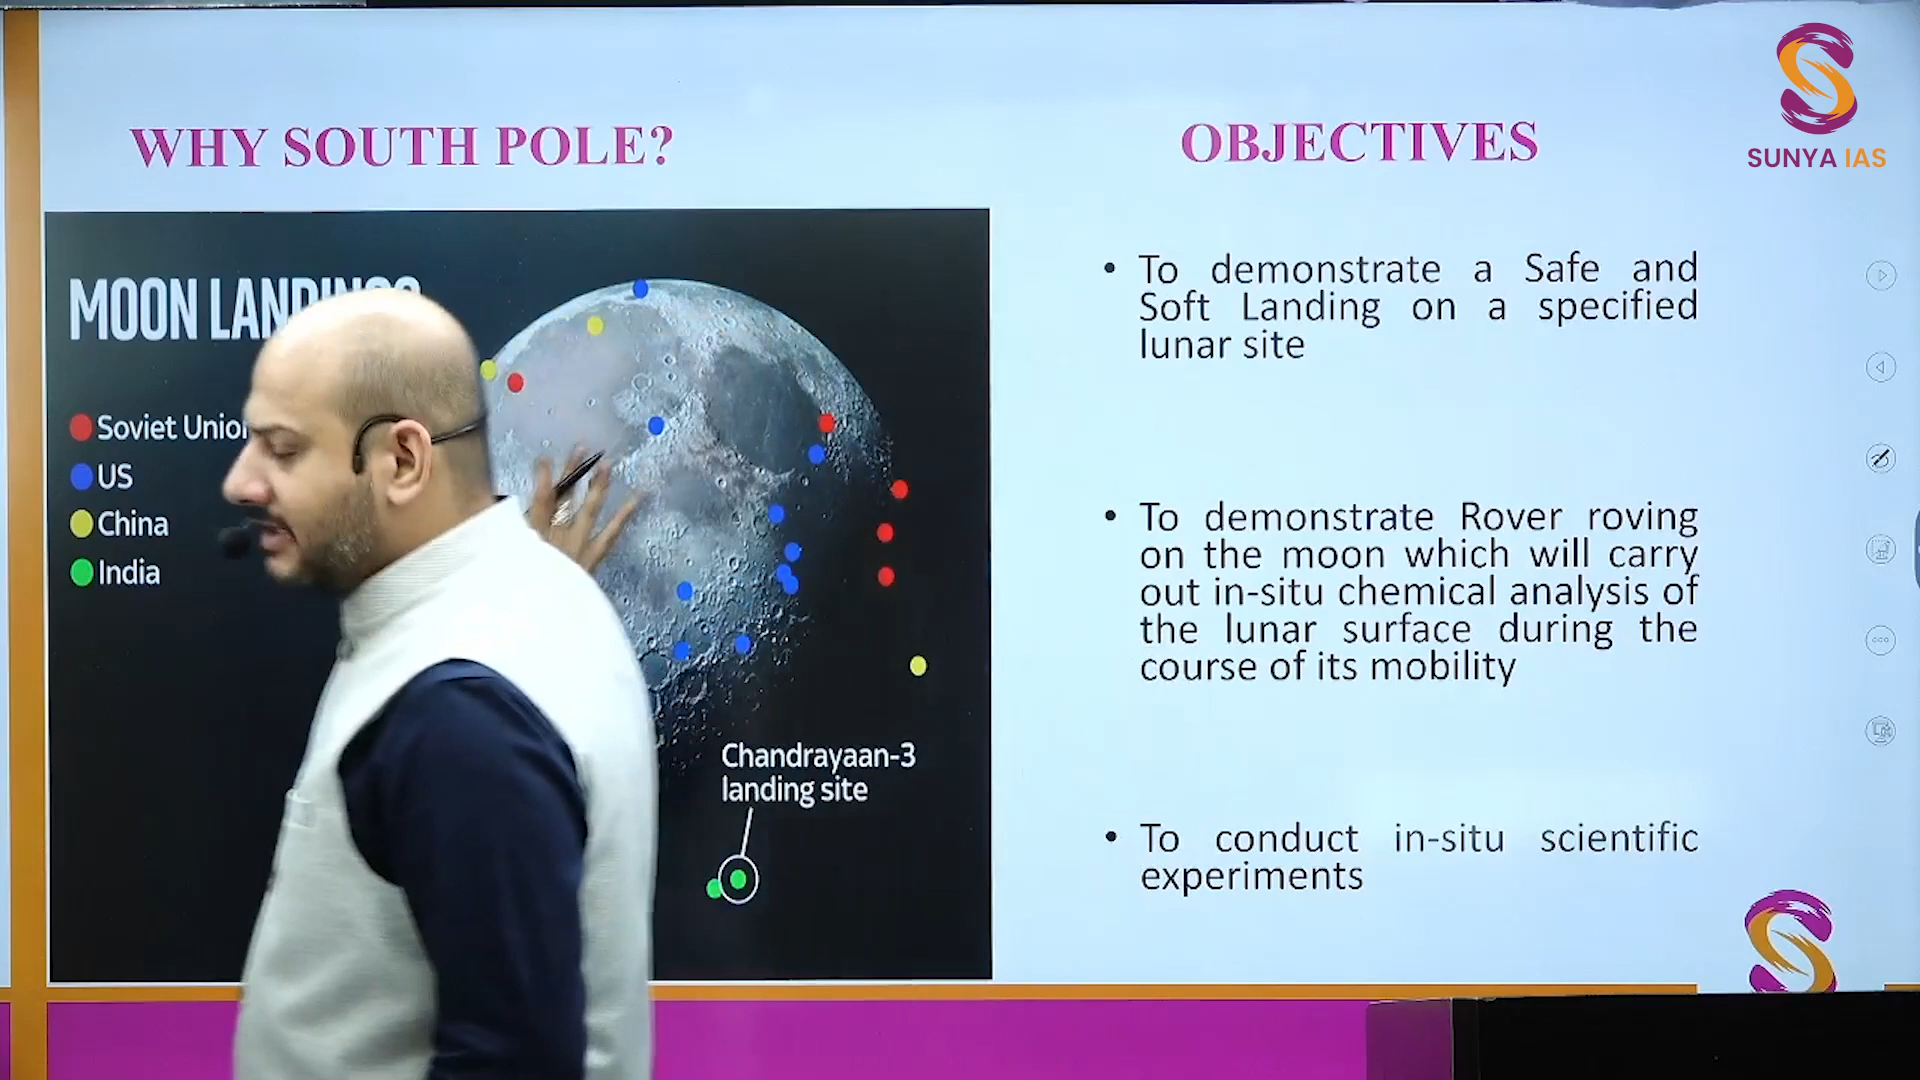 WHY SOUTH POLE?
MOON
Soviet Union
US
China
India
Chandrayaan-3
landing site
OBJECTIVES
• To demonstrate a Safe and
Soft Landing on a specified
lunar site
• To demonstrate Rover roving
on the moon which will carry
out in-situ chemical analysis of
the lunar surface during the
course of its mobility
• To conduct in-situ scientific
experiments
SUNYA IAS